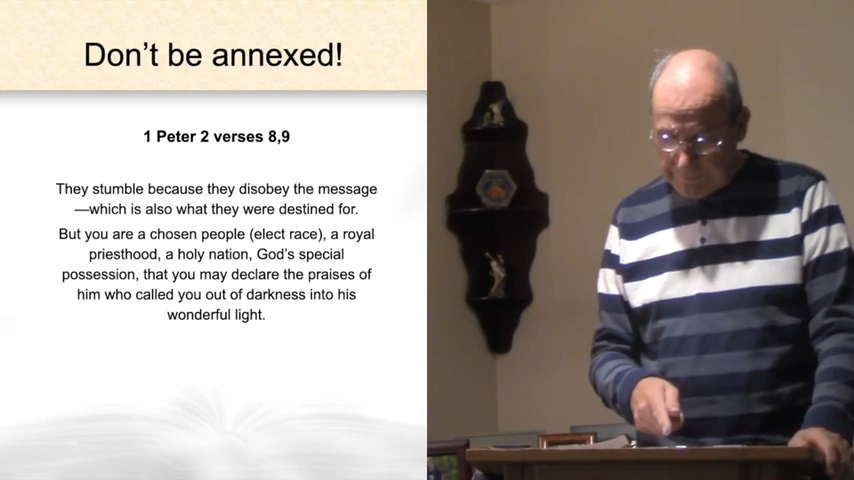 Don’t be annexed!
1 Peter 2 verses 8,9
They stumble because they disobey the message
—which is also what they were destined for.
But you are a chosen people (elect race), a royal
priesthood, a holy nation, God’s special
possession, that you may declare the praises of
him who called you out of darkness into his
wonderful light.